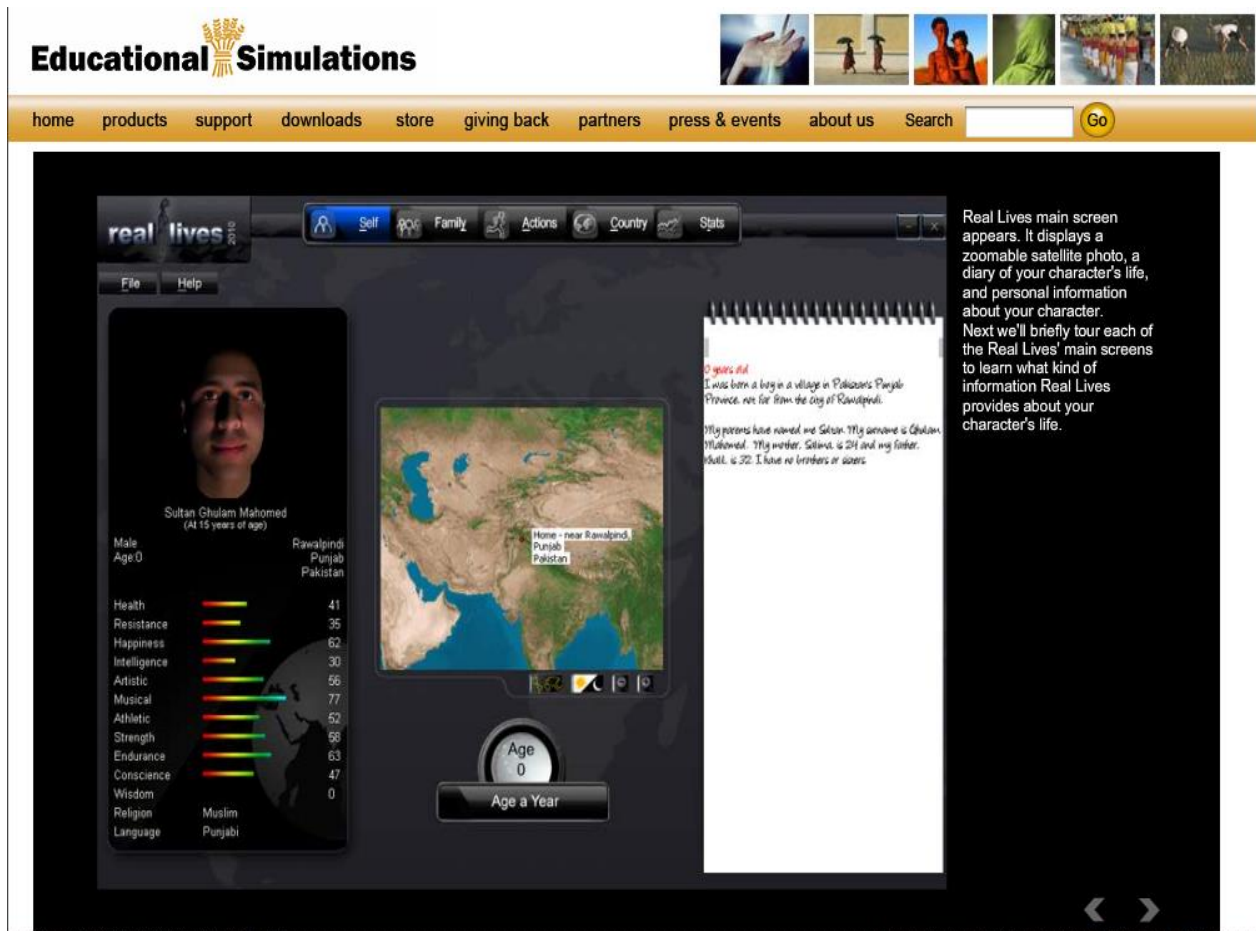 Educational Simulations
home products support downloads store giving back partners press & events about us Search Go
real lives 2010
Self Family Actions Country Stats
File Help
Sultan Ghulam Mahomed
(At 15 years of age)
Male Rawalpindi
Age:0 Punjab
Pakistan
Health 41
Resistance 35
Happiness 62
Intelligence 30
Artistic 56
Musical 77
Athletic 52
Strength 58
Endurance 63
Conscience 47
Wisdom 0
Religion Muslim
Language Punjabi
Home - near Rawalpindi,
Punjab
Pakistan
Age
0
Age a Year
0 years old
I was born a boy in a village in Pakistan's Punjab
Province, not far from the city of Rawalpindi.
My parents have named me Sultan. My surname is Ghulam
Mahomed. My mother, Salima, is 24 and my father,
Khalil, is 32. I have no brothers or sisters.
Real Lives main screen
appears. It displays a
zoomable satellite photo, a
diary of your character's life,
and personal information
about your character.
Next we'll briefly tour each of
the Real Lives' main screens
to learn what kind of
information Real Lives
provides about your
character's life.